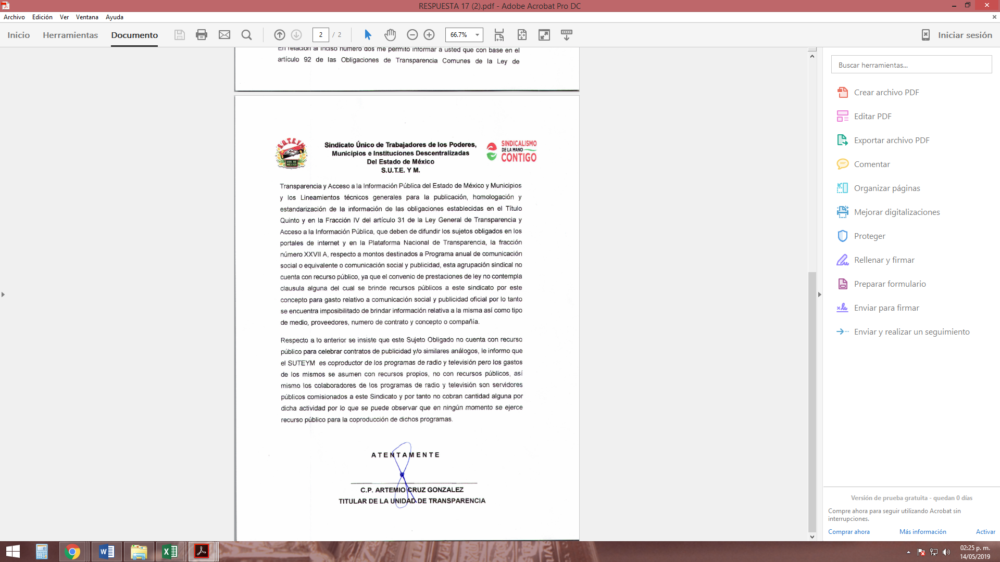 RESPUESTA 17 (2).pdf - Adobe Acrobat Pro DC
Archivo Edición Ver Ventana Ayuda
Inicio Herramientas Documento 2 / 2 66.7% Iniciar sesión
En relación al inciso número dos me permito informar a usted que con base en el
artículo 92 de las Obligaciones de Transparencia Comunes de la Ley de
S.U.T.E.Y.M
EDO. DE
MÉXICO
Sindicato Único de Trabajadores de los Poderes,
Municipios e Instituciones Descentralizadas
Del Estado de México
S.U.T.E. Y M.
SINDICALISMO
DE LA MANO
CONTIGO
Transparencia y Acceso a la Información Pública del Estado de México y Municipios
y los Lineamientos técnicos generales para la publicación, homologación y
estandarización de la información de las obligaciones establecidas en el Título
Quinto y en la Fracción IV del artículo 31 de la Ley General de Transparencia y
Acceso a la Información Pública, que deben de difundir los sujetos obligados en los
portales de internet y en la Plataforma Nacional de Transparencia, la fracción
número XXVII A, respecto a montos destinados a Programa anual de comunicación
social o equivalente o comunicación social y publicidad, esta agrupación sindical no
cuenta con recurso público, ya que el convenio de prestaciones de ley no contempla
clausula alguna del cual se brinde recursos públicos a este sindicato por este
concepto para gasto relativo a comunicación social y publicidad oficial por lo tanto
se encuentra imposibilitado de brindar información relativa a la misma así como tipo
de medio, proveedores, numero de contrato y concepto o compañía.
Respecto a lo anterior se insiste que este Sujeto Obligado no cuenta con recurso
público para celebrar contratos de publicidad y/o similares análogos, le informo que
el SUTEYM es coproductor de los programas de radio y televisión pero los gastos
de los mismos se asumen con recursos propios, no con recursos públicos, así
mismo los colaboradores de los programas de radio y televisión son servidores
públicos comisionados a este Sindicato y por tanto no cobran cantidad alguna por
dicha actividad por lo que se puede observar que en ningún momento se ejerce
recurso público para la coproducción de dichos programas.
ATENTAMENTE
C.P. ARTEMIO CRUZ GONZALEZ
TITULAR DE LA UNIDAD DE TRANSPARENCIA
Buscar herramientas...
Crear archivo PDF
Editar PDF
Exportar archivo PDF
Comentar
Organizar páginas
Mejorar digitalizaciones
Proteger
Rellenar y firmar
Preparar formulario
Enviar para firmar
Enviar y realizar un seguimiento
Versión de prueba gratuita - quedan 0 días
Compre ahora para seguir utilizando Acrobat sin
interrupciones.
Comprar ahora Más información Activar
02:25 p. m.
14/05/2019